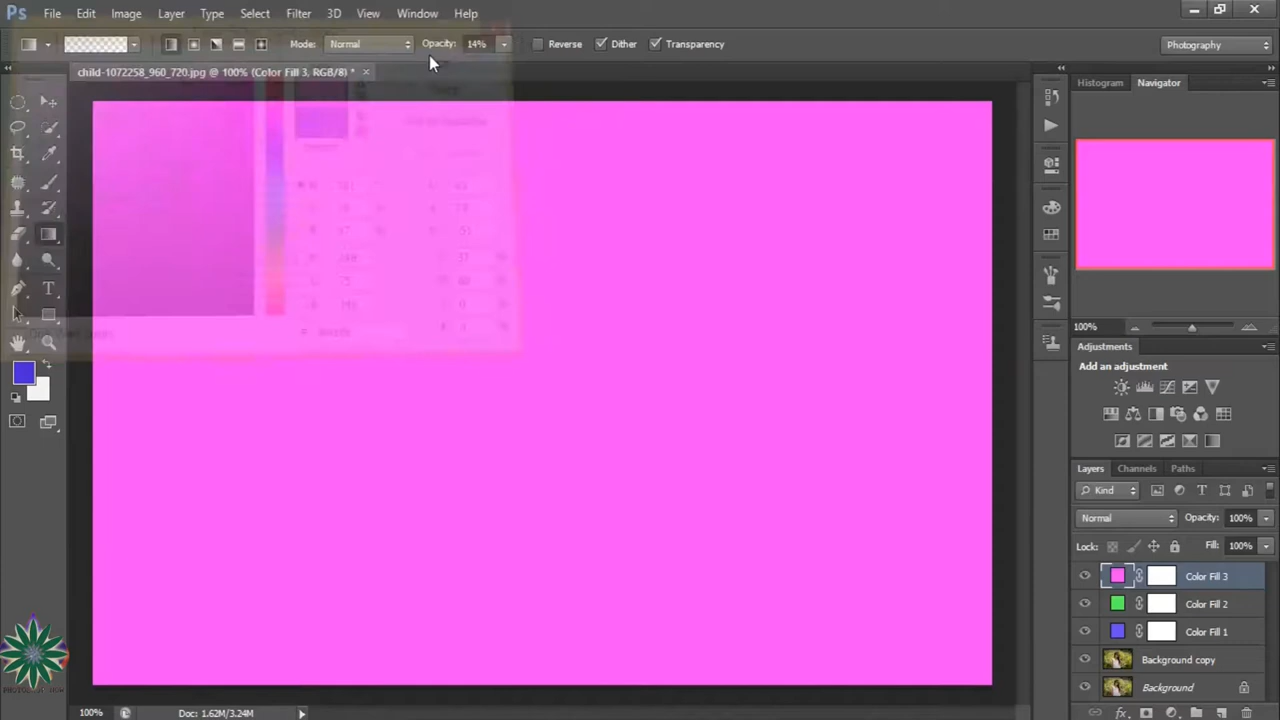 Ps File Edit Image Layer Type Select Filter 3D View Window Help
Mode: Normal Opacity: 14% Reverse Dither Transparency Photography
child-1072258_960_720.jpg @ 100% (Color Fill 3, RGB/8) * ×
Histogram Navigator
100%
Adjustments
Add an adjustment
Layers Channels Paths
Kind
Normal Opacity: 100%
Lock: Fill: 100%
Color Fill 3
Color Fill 2
Color Fill 1
Background copy
Background
100% Doc: 1.62M/3.24M